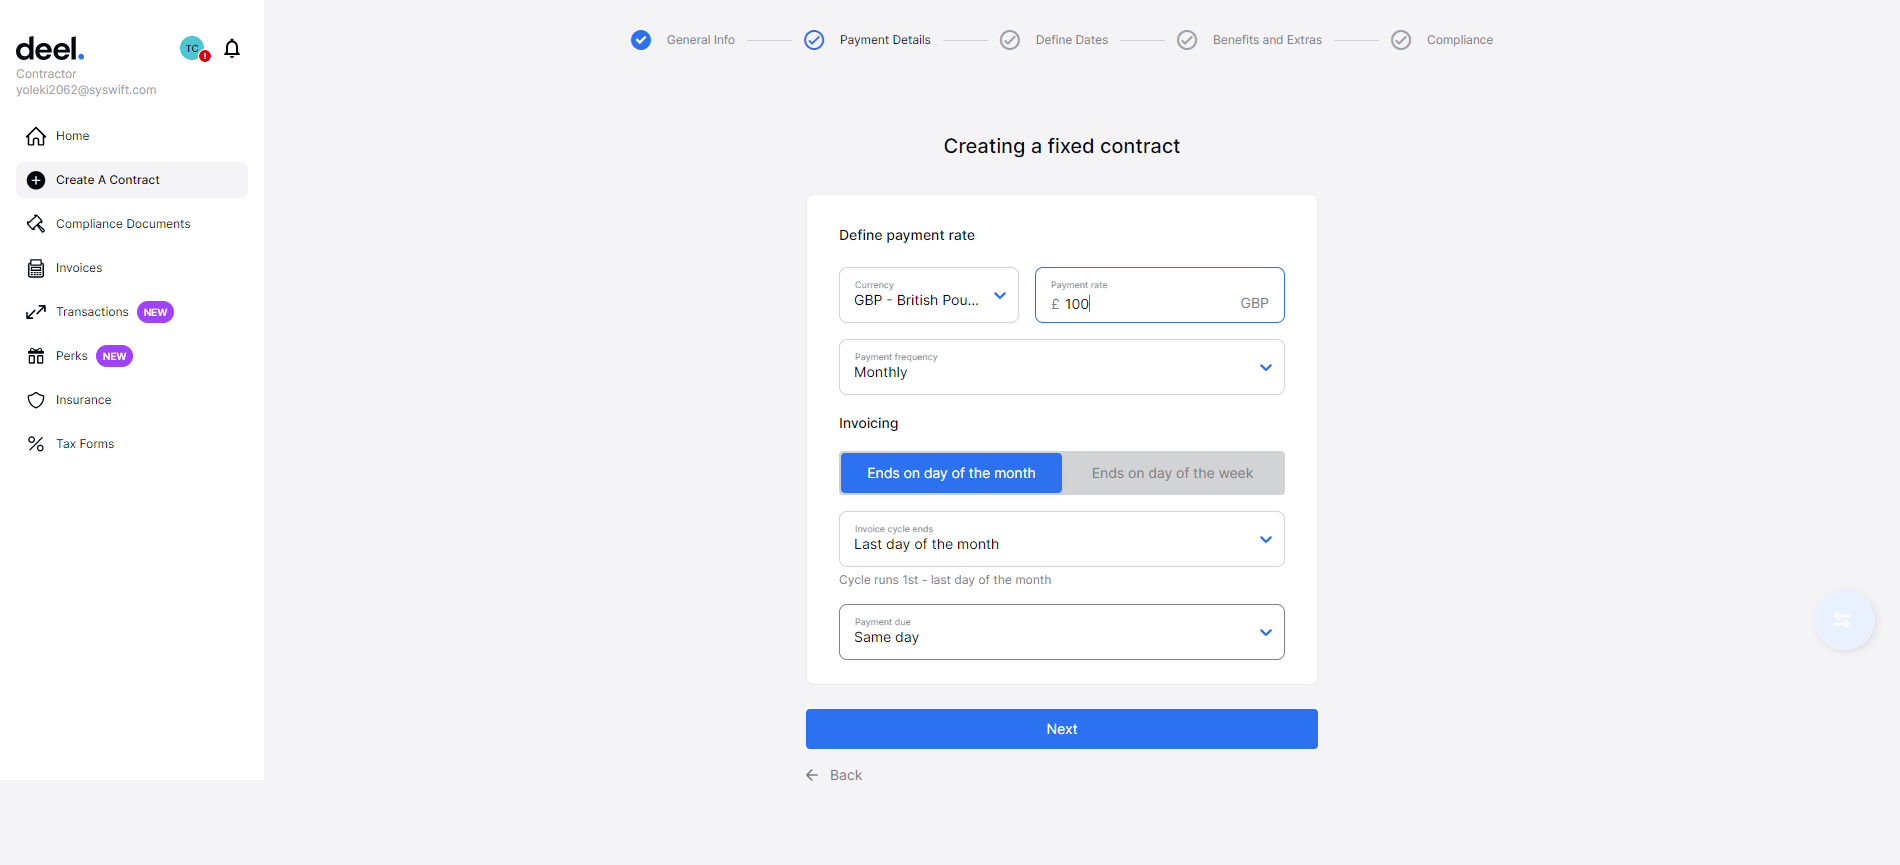 deel.
TC
!
Contractor
yoleki2062@syswift.com
Home
Create A Contract
Compliance Documents
Invoices
Transactions NEW
Perks NEW
Insurance
Tax Forms
General Info
Payment Details
Define Dates
Benefits and Extras
Compliance
Creating a fixed contract
Define payment rate
Currency
GBP - British Pou...
Payment rate
£ 100
GBP
Payment frequency
Monthly
Invoicing
Ends on day of the month
Ends on day of the week
Invoice cycle ends
Last day of the month
Cycle runs 1st - last day of the month
Payment due
Same day
Next
Back